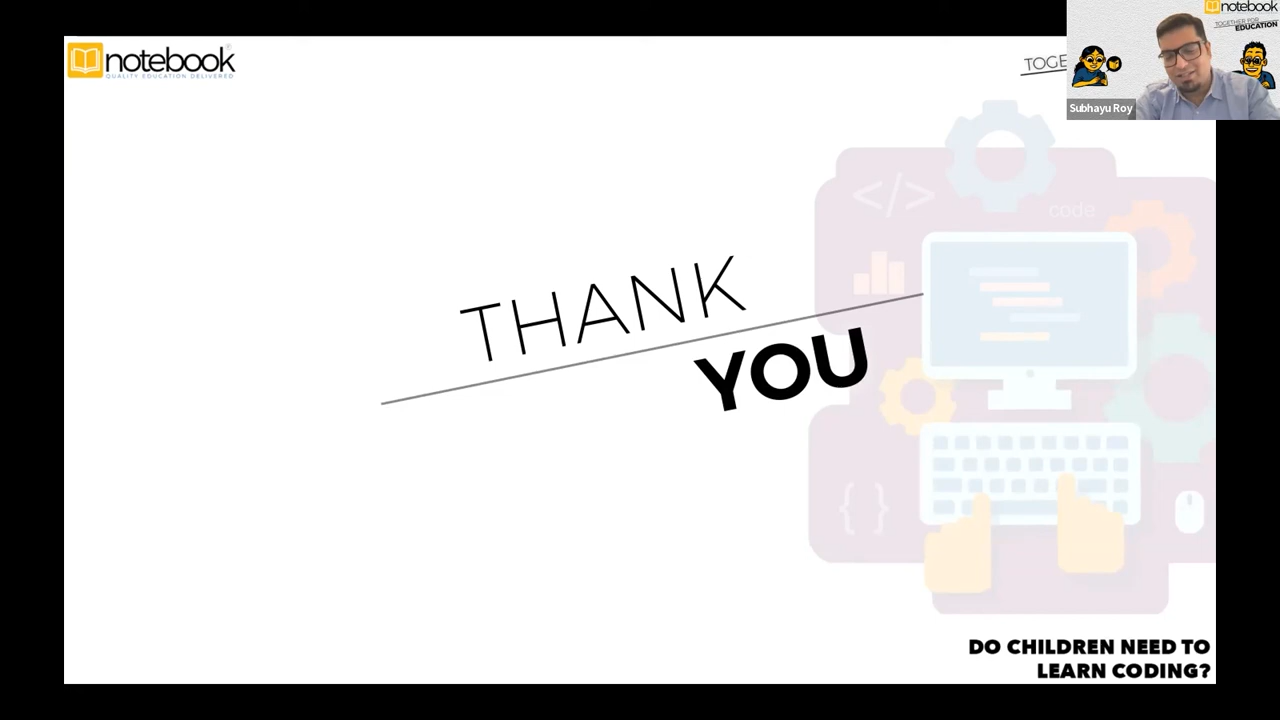 notebook
QUALITY EDUCATION DELIVERED
TOGE
notebook
TOGETHER FOR
EDUCATION
Subhayu Roy
</>
code
THANK
YOU
{ }
DO CHILDREN NEED TO
LEARN CODING?